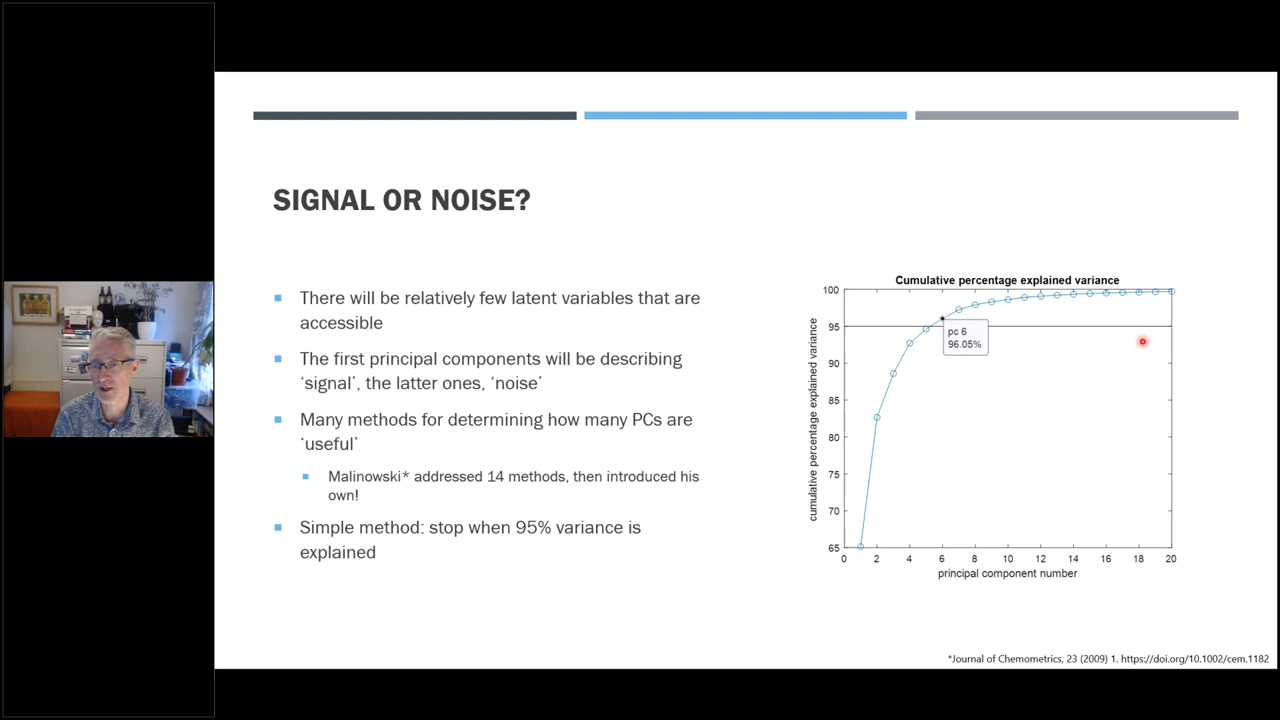 SIGNAL OR NOISE?
There will be relatively few latent variables that are
accessible
The first principal components will be describing
‘signal’, the latter ones, ‘noise’
Many methods for determining how many PCs are
‘useful’
Malinowski* addressed 14 methods, then introduced his
own!
Simple method: stop when 95% variance is
explained
Cumulative percentage explained variance
cumulative percentage explained variance
100
95
90
85
80
75
70
65
pc 6
96.05%
0 2 4 6 8 10 12 14 16 18 20
principal component number
*Journal of Chemometrics, 23 (2009) 1. https://doi.org/10.1002/cem.1182